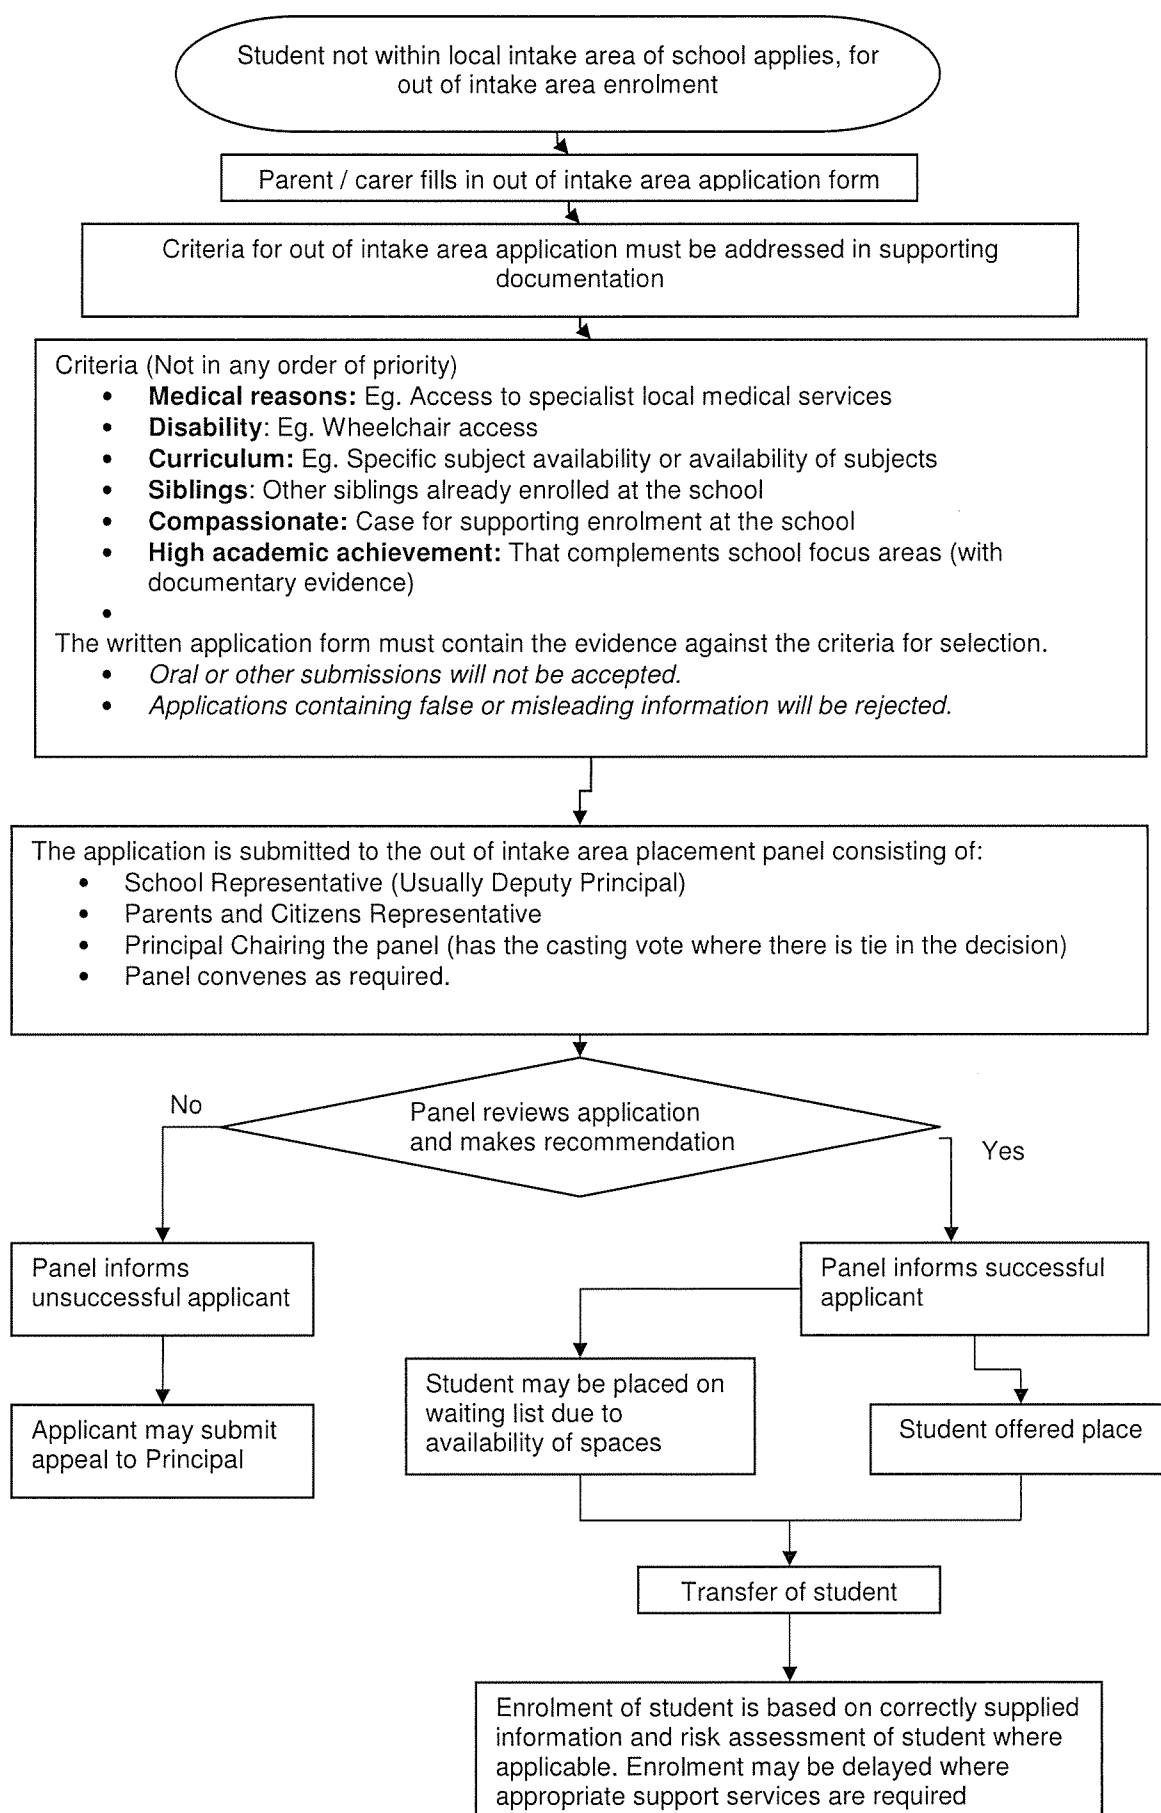 Student not within local intake area of school applies, for
out of intake area enrolment
Parent / carer fills in out of intake area application form
Criteria for out of intake area application must be addressed in supporting
documentation
Criteria (Not in any order of priority)
• Medical reasons: Eg. Access to specialist local medical services
• Disability: Eg. Wheelchair access
• Curriculum: Eg. Specific subject availability or availability of subjects
• Siblings: Other siblings already enrolled at the school
• Compassionate: Case for supporting enrolment at the school
• High academic achievement: That complements school focus areas (with
documentary evidence)
•
The written application form must contain the evidence against the criteria for selection.
• Oral or other submissions will not be accepted.
• Applications containing false or misleading information will be rejected.
The application is submitted to the out of intake area placement panel consisting of:
• School Representative (Usually Deputy Principal)
• Parents and Citizens Representative
• Principal Chairing the panel (has the casting vote where there is tie in the decision)
• Panel convenes as required.
Panel reviews application
and makes recommendation
No
Yes
Panel informs
unsuccessful applicant
Panel informs successful
applicant
Applicant may submit
appeal to Principal
Student may be placed on
waiting list due to
availability of spaces
Student offered place
Transfer of student
Enrolment of student is based on correctly supplied
information and risk assessment of student where
applicable. Enrolment may be delayed where
appropriate support services are required